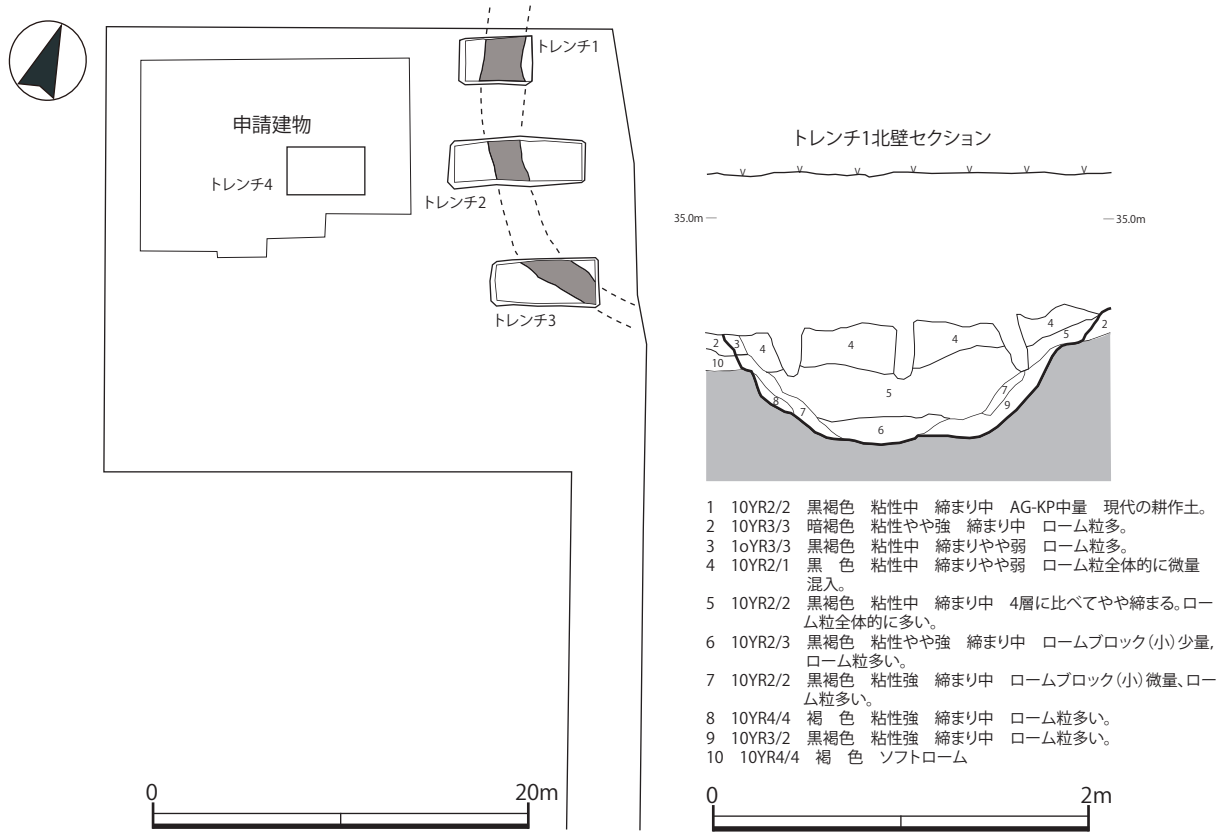 トレンチ1
申請建物
トレンチ4
トレンチ2
トレンチ3
0
20m
トレンチ1北壁セクション
v v v v v v v
35.0m
35.0m
4
2
5
2
3
4
4
4
10
5
7
9
8
7
6
1 10YR2/2 黒褐色 粘性中 締まり中 AG-KP中量 現代の耕作土。
2 10YR3/3 暗褐色 粘性やや強 締まり中 ローム粒多。
3 1oYR3/3 黒褐色 粘性中 締まりやや弱 ローム粒多。
4 10YR2/1 黒 色 粘性中 締まりやや弱 ローム粒全体的に微量
混入。
5 10YR2/2 黒褐色 粘性中 締まり中 4層に比べてやや締まる。ロー
ム粒全体的に多い。
6 10YR2/3 黒褐色 粘性やや強 締まり中 ロームブロック（小）少量,
ローム粒多い。
7 10YR2/2 黒褐色 粘性強 締まり中 ロームブロック（小）微量、ロー
ム粒多い。
8 10YR4/4 褐 色 粘性強 締まり中 ローム粒多い。
9 10YR3/2 黒褐色 粘性強 締まり中 ローム粒多い。
10 10YR4/4 褐 色 ソフトローム
0
2m